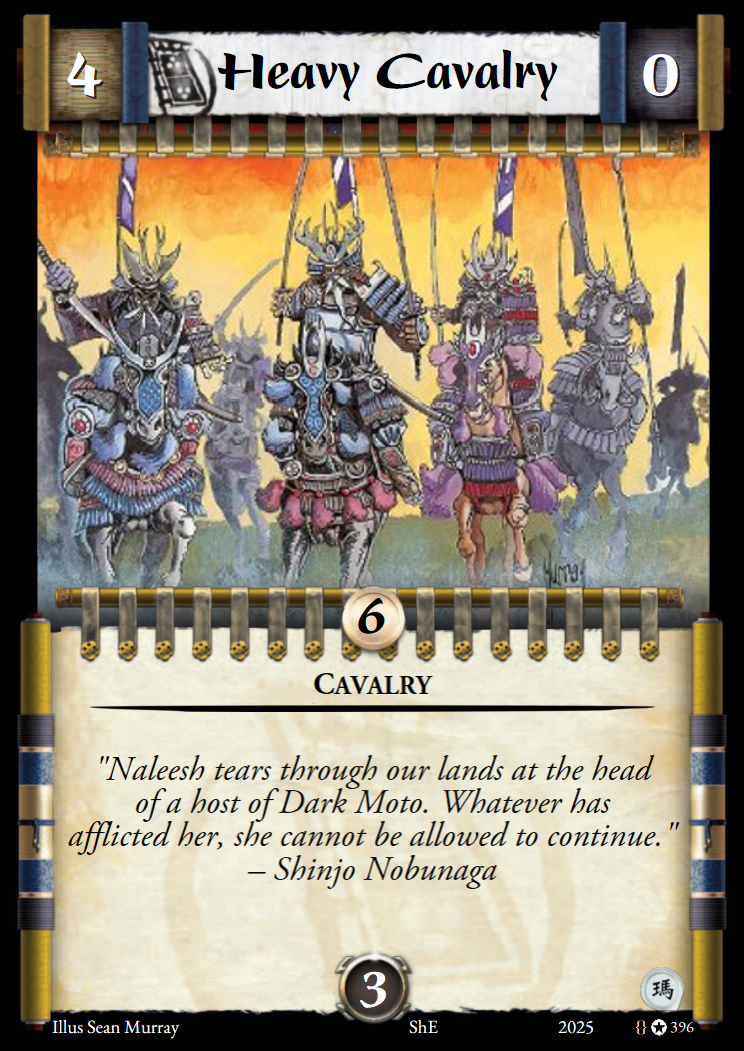 4
Heavy Cavalry
0
Murray
6
CAVALRY
"Naleesh tears through our lands at the head
of a host of Dark Moto. Whatever has
afflicted her, she cannot be allowed to continue."
– Shinjo Nobunaga
3
瑪
Illus Sean Murray
ShE
2025
{} ✪ 396